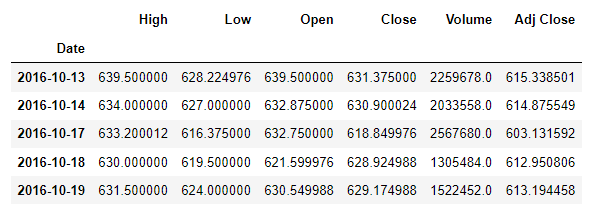 High Low Open Close Volume Adj Close
Date
2016-10-13 639.500000 628.224976 639.500000 631.375000 2259678.0 615.338501
2016-10-14 634.000000 627.000000 632.875000 630.900024 2033558.0 614.875549
2016-10-17 633.200012 616.375000 632.750000 618.849976 2567680.0 603.131592
2016-10-18 630.000000 619.500000 621.599976 628.924988 1305484.0 612.950806
2016-10-19 631.500000 624.000000 630.549988 629.174988 1522452.0 613.194458